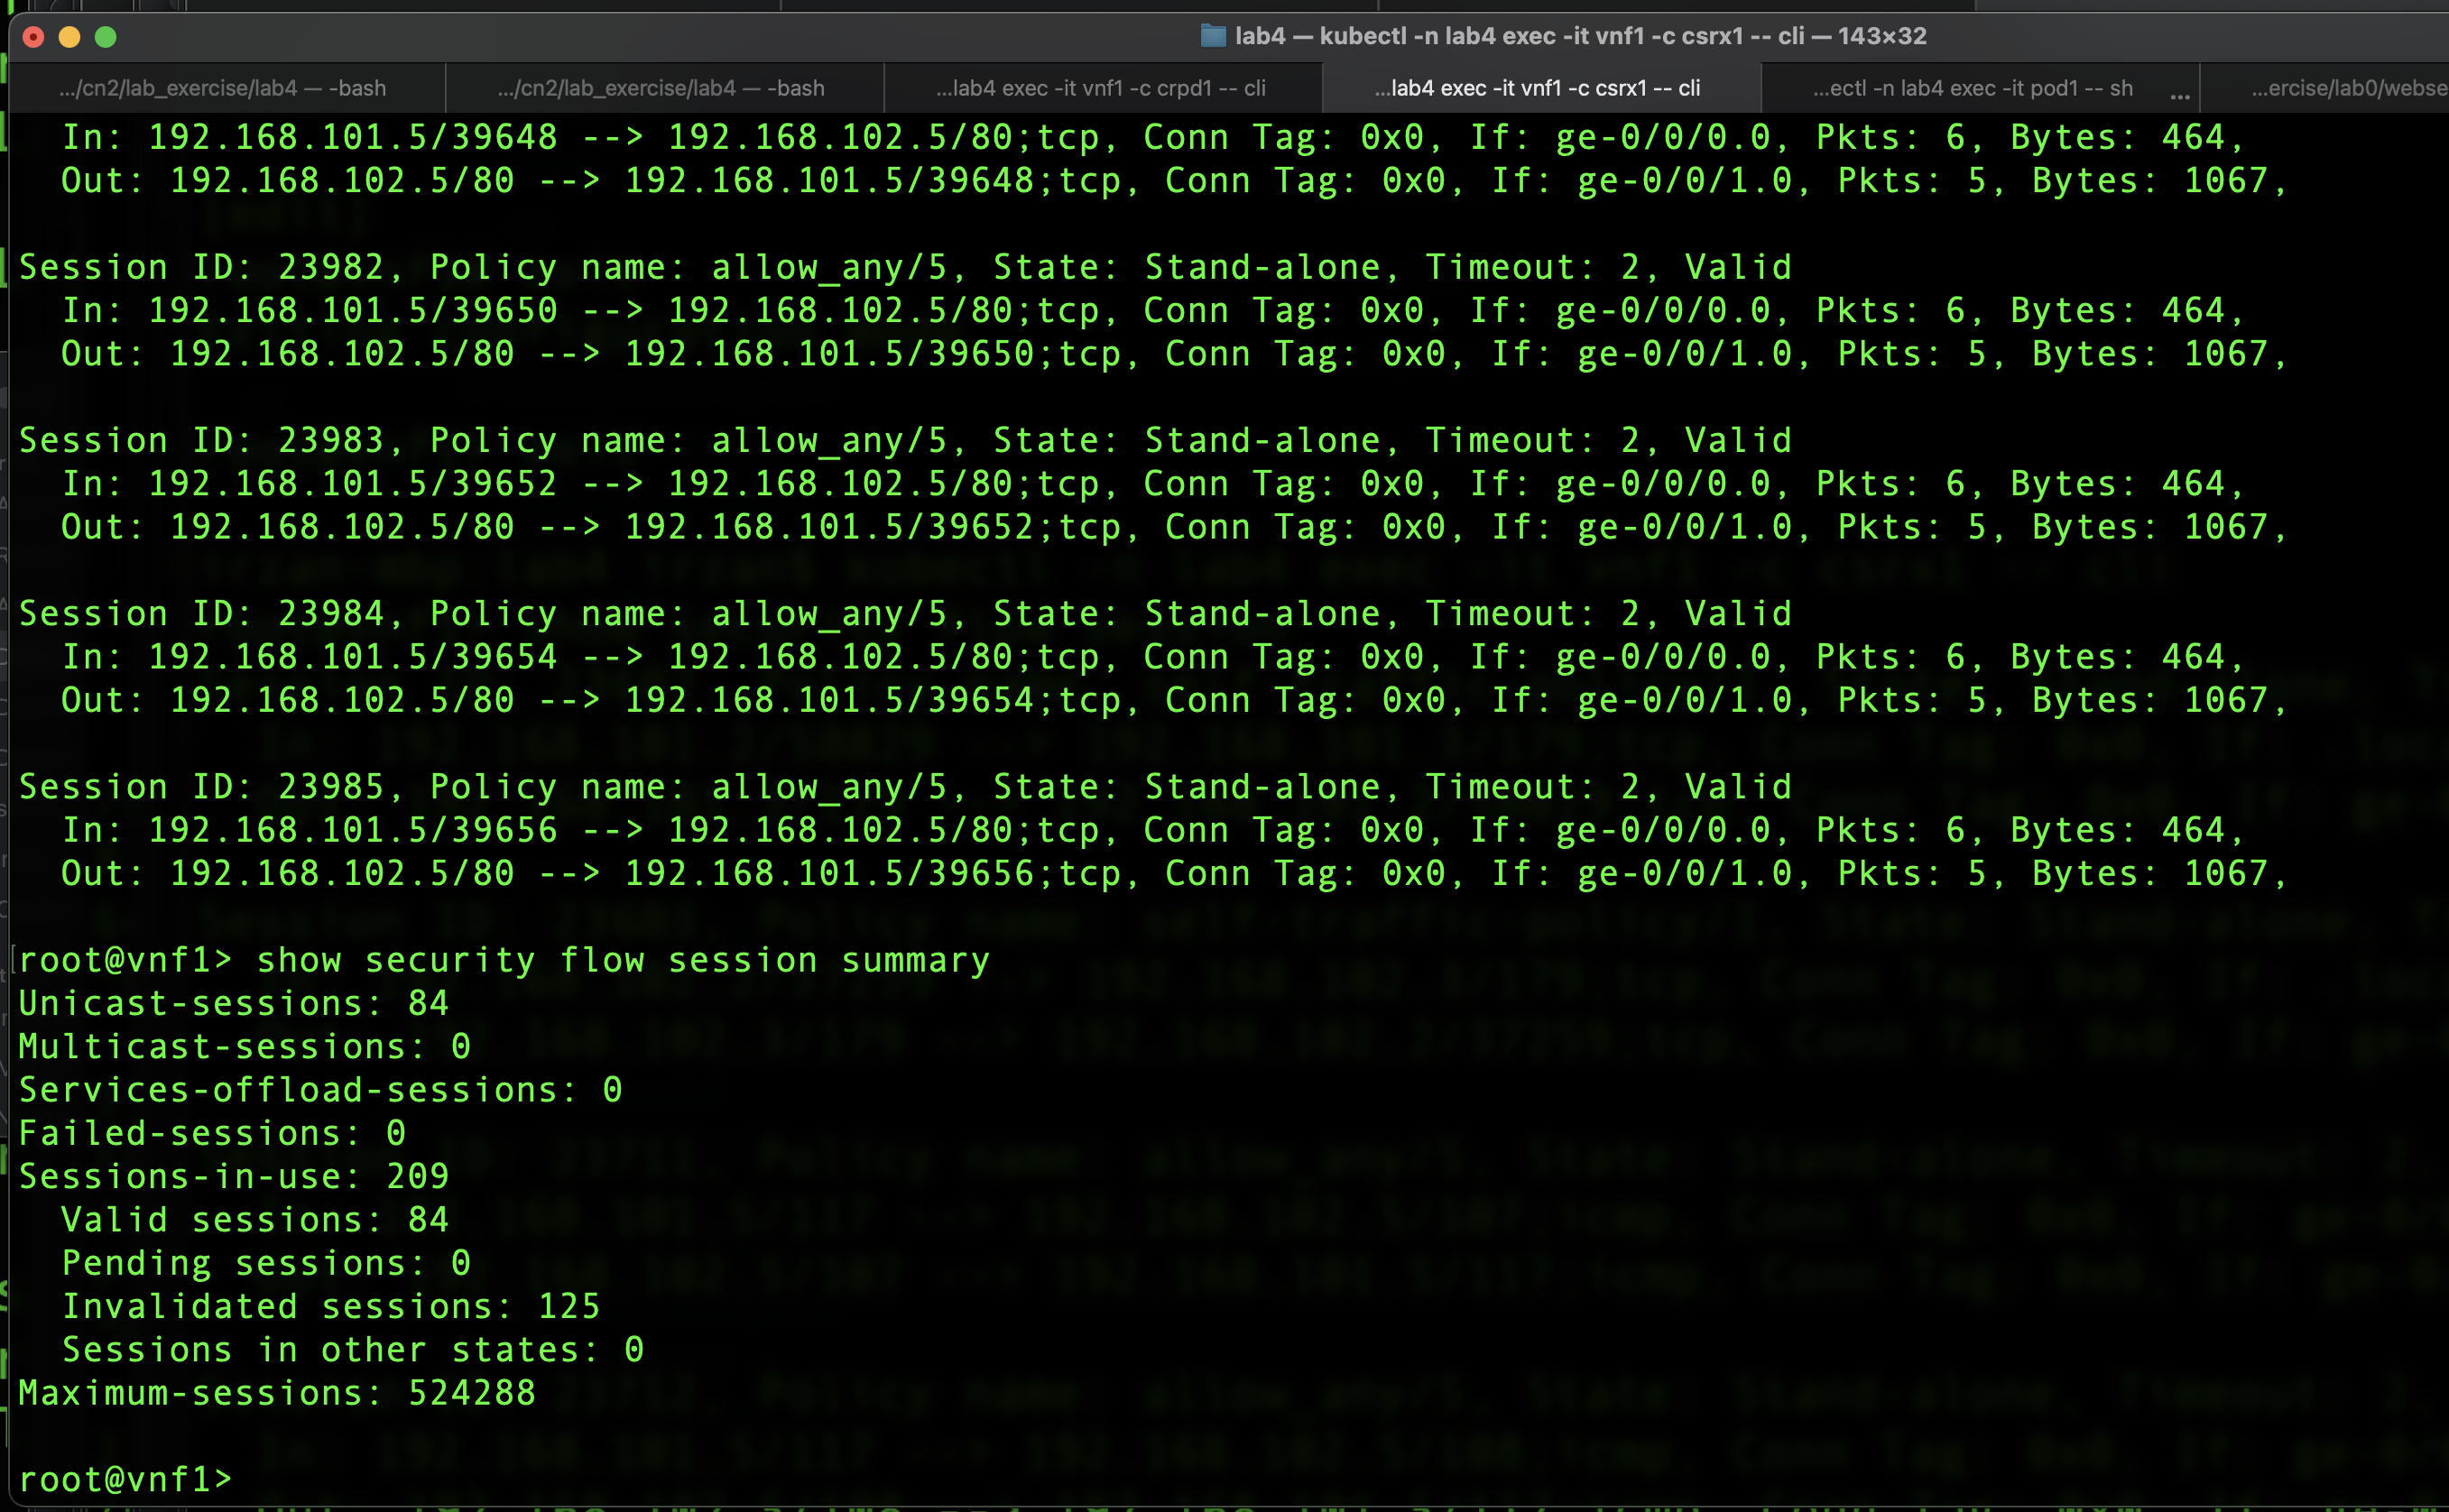 lab4 — kubectl -n lab4 exec -it vnf1 -c csrx1 -- cli — 143×32
.../cn2/lab_exercise/lab4 — -bash
.../cn2/lab_exercise/lab4 — -bash
...lab4 exec -it vnf1 -c crpd1 -- cli
...lab4 exec -it vnf1 -c csrx1 -- cli
...ectl -n lab4 exec -it pod1 -- sh ...
...ercise/lab0/webse
In: 192.168.101.5/39648 --> 192.168.102.5/80;tcp, Conn Tag: 0x0, If: ge-0/0/0.0, Pkts: 6, Bytes: 464,
Out: 192.168.102.5/80 --> 192.168.101.5/39648;tcp, Conn Tag: 0x0, If: ge-0/0/1.0, Pkts: 5, Bytes: 1067,
Session ID: 23982, Policy name: allow_any/5, State: Stand-alone, Timeout: 2, Valid
In: 192.168.101.5/39650 --> 192.168.102.5/80;tcp, Conn Tag: 0x0, If: ge-0/0/0.0, Pkts: 6, Bytes: 464,
Out: 192.168.102.5/80 --> 192.168.101.5/39650;tcp, Conn Tag: 0x0, If: ge-0/0/1.0, Pkts: 5, Bytes: 1067,
Session ID: 23983, Policy name: allow_any/5, State: Stand-alone, Timeout: 2, Valid
In: 192.168.101.5/39652 --> 192.168.102.5/80;tcp, Conn Tag: 0x0, If: ge-0/0/0.0, Pkts: 6, Bytes: 464,
Out: 192.168.102.5/80 --> 192.168.101.5/39652;tcp, Conn Tag: 0x0, If: ge-0/0/1.0, Pkts: 5, Bytes: 1067,
Session ID: 23984, Policy name: allow_any/5, State: Stand-alone, Timeout: 2, Valid
In: 192.168.101.5/39654 --> 192.168.102.5/80;tcp, Conn Tag: 0x0, If: ge-0/0/0.0, Pkts: 6, Bytes: 464,
Out: 192.168.102.5/80 --> 192.168.101.5/39654;tcp, Conn Tag: 0x0, If: ge-0/0/1.0, Pkts: 5, Bytes: 1067,
Session ID: 23985, Policy name: allow_any/5, State: Stand-alone, Timeout: 2, Valid
In: 192.168.101.5/39656 --> 192.168.102.5/80;tcp, Conn Tag: 0x0, If: ge-0/0/0.0, Pkts: 6, Bytes: 464,
Out: 192.168.102.5/80 --> 192.168.101.5/39656;tcp, Conn Tag: 0x0, If: ge-0/0/1.0, Pkts: 5, Bytes: 1067,
[root@vnf1> show security flow session summary
Unicast-sessions: 84
Multicast-sessions: 0
Services-offload-sessions: 0
Failed-sessions: 0
Sessions-in-use: 209
Valid sessions: 84
Pending sessions: 0
Invalidated sessions: 125
Sessions in other states: 0
Maximum-sessions: 524288
root@vnf1>